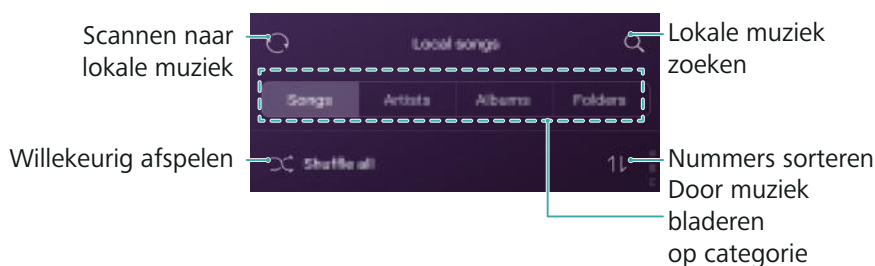 Scannen naar
lokale muziek
Local songs
Lokale muziek
zoeken
Songs
Artists
Albums
Folders
Willekeurig afspelen
Shuffle all
Nummers sorteren
Door muziek
bladeren
op categorie